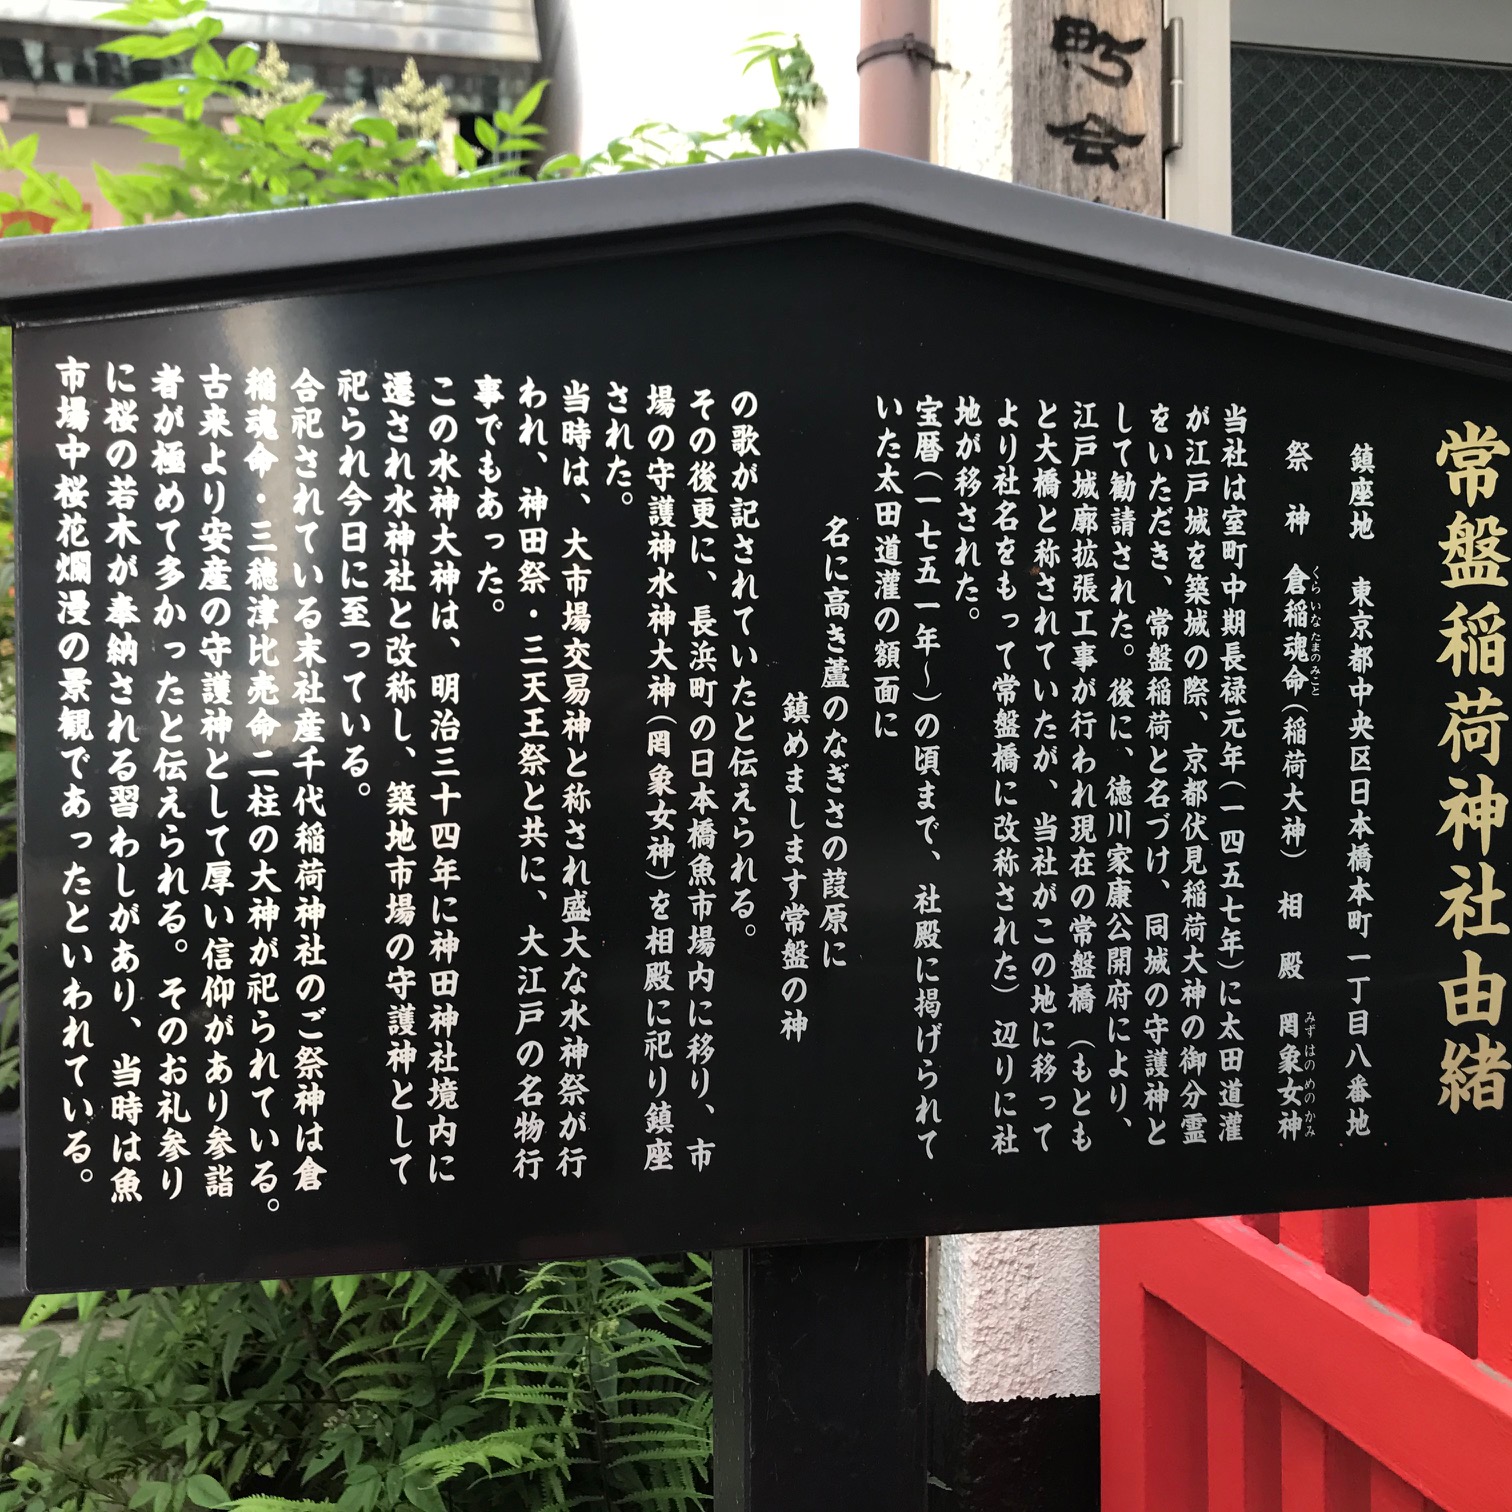 町会
常盤稲荷神社由緒
鎮座地　東京都中央区日本橋本町一丁目八番地
祭　神　倉稲魂命（稲荷大神）　相　殿　罔象女神
くらいなたまのみこと
みずはのめのかみ
当社は室町中期長禄元年（一四五七年）に太田道灌
が江戸城を築城の際、京都伏見稲荷大神の御分霊
をいただき、常盤稲荷と名づけ、同城の守護神と
して勧請された。後に、徳川家康公開府により、
江戸城廓拡張工事が行われ現在の常盤橋（もとも
と大橋と称されていたが、当社がこの地に移って
より社名をもって常盤橋に改称された）辺りに社
地が移された。
宝暦（一七五一年～）の頃まで、社殿に掲げられて
いた太田道灌の額面に
名に高き蘆のなぎさの葭原に
鎮めまします常盤の神
の歌が記されていたと伝えられる。
その後更に、長浜町の日本橋魚市場内に移り、市
場の守護神水神大神（罔象女神）を相殿に祀り鎮座
された。
当時は、大市場交易神と称され盛大な水神祭が行
われ、神田祭・三天王祭と共に、大江戸の名物行
事でもあった。
この水神大神は、明治三十四年に神田神社境内に
遷され水神社と改称し、築地市場の守護神として
祀られ今日に至っている。
合祀されている末社産千代稲荷神社のご祭神は倉
稲魂命・三穂津比売命二柱の大神が祀られている。
古来より安産の守護神として厚い信仰があり参詣
者が極めて多かったと伝えられる。そのお礼参り
に桜の若木が奉納される習わしがあり、当時は魚
市場中桜花爛漫の景観であったといわれている。